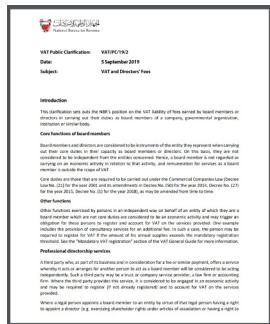 National Bureau for Revenue
VAT Public Clarification: VAT/PC/19/2
Date: 5 September 2019
Subject: VAT and Directors' Fees
Introduction
This clarification sets out the NBR's position on the VAT liability of fees earned by board members or
directors in carrying out their duties as board members of a company, governmental organization,
institution or similar body.
Core functions of board members
Board members and directors are considered to be instruments of the entity they represent when carrying
out their core duties in their capacity as board members or directors. On this basis, they are not
considered to be independent from the entities concerned. Hence, a board member is not regarded as
carrying on an economic activity in relation to that activity, and remuneration for services as a board
member is outside the scope of VAT.
Core duties are those that are required to be carried out under the Commercial Companies Law (Decree
Law No. (21) for the year 2001 and its amendments in Decree No. (50) for the year 2014, Decree No. (27)
for the year 2015, Decree No. (1) for the year 2018), as may be amended from time to time.
Other functions
Other functions exercised by persons in an independent way on behalf of an entity of which they are a
board member which are not core duties are considered to be an economic activity and may trigger an
obligation for these persons to register and account for VAT on the services provided. One example
includes the provision of consultancy services for an additional fee. In such a case, the person may be
required to register for VAT if the amount of his annual supplies exceeds the mandatory registration
threshold. See the "Mandatory VAT registration" section of the VAT General Guide for more information.
Professional directorship services
A third party who, as part of its business and in consideration for a fee or similar payment, offers a service
whereby it acts or arranges for another person to act as a board member will be considered to be acting
independently. Such a third party may be a trust or company service provider, a law firm or accounting
firm. Where the third party provides this service, it is considered to be engaged in an economic activity
and may be required to register (if not already registered) and to account for VAT on the services
provided.
Where a legal person appoints a board member to an entity by virtue of that legal person having a right
to appoint a director (e.g. exercising shareholder rights under articles of association or having a right to